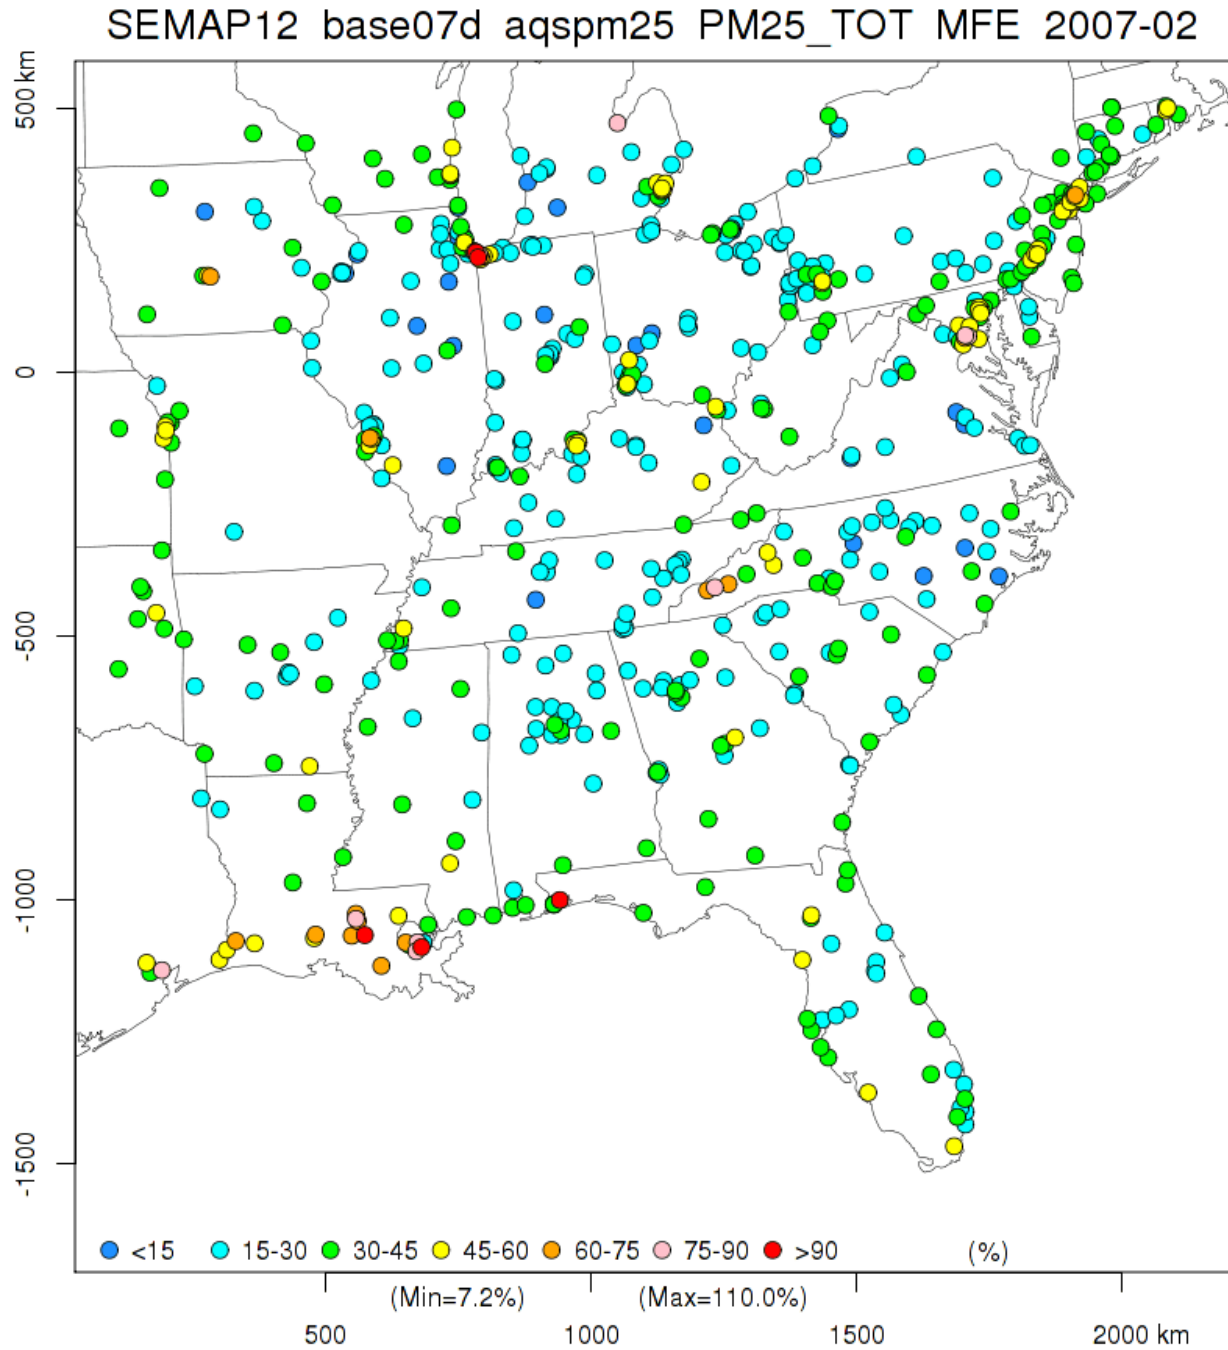 SEMAP12 base07d aqspm25 PM25_TOT MFE 2007-02
500 km
0
-500
-1000
-1500
<15 15-30 30-45 45-60 60-75 75-90 >90 (%)
(Min=7.2%) (Max=110.0%)
500 1000 1500 2000 km